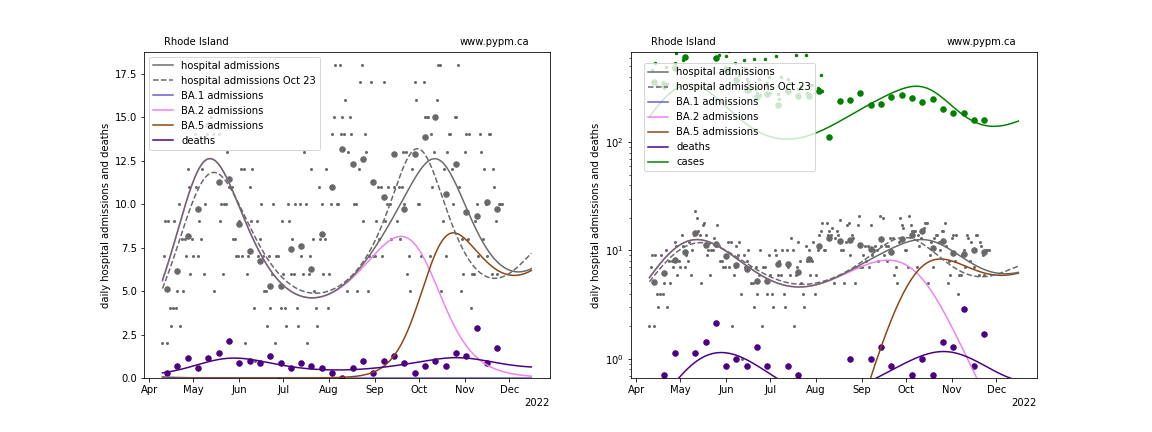 Rhode Island www.pypm.ca
daily hospital admissions and deaths
17.5
15.0
12.5
10.0
7.5
5.0
2.5
0.0
hospital admissions
hospital admissions Oct 23
BA.1 admissions
BA.2 admissions
BA.5 admissions
deaths
Apr May Jun Jul Aug Sep Oct Nov Dec
2022
Rhode Island www.pypm.ca
daily hospital admissions and deaths
10²
10¹
10⁰
hospital admissions
hospital admissions Oct 23
BA.1 admissions
BA.2 admissions
BA.5 admissions
deaths
cases
Apr May Jun Jul Aug Sep Oct Nov Dec
2022